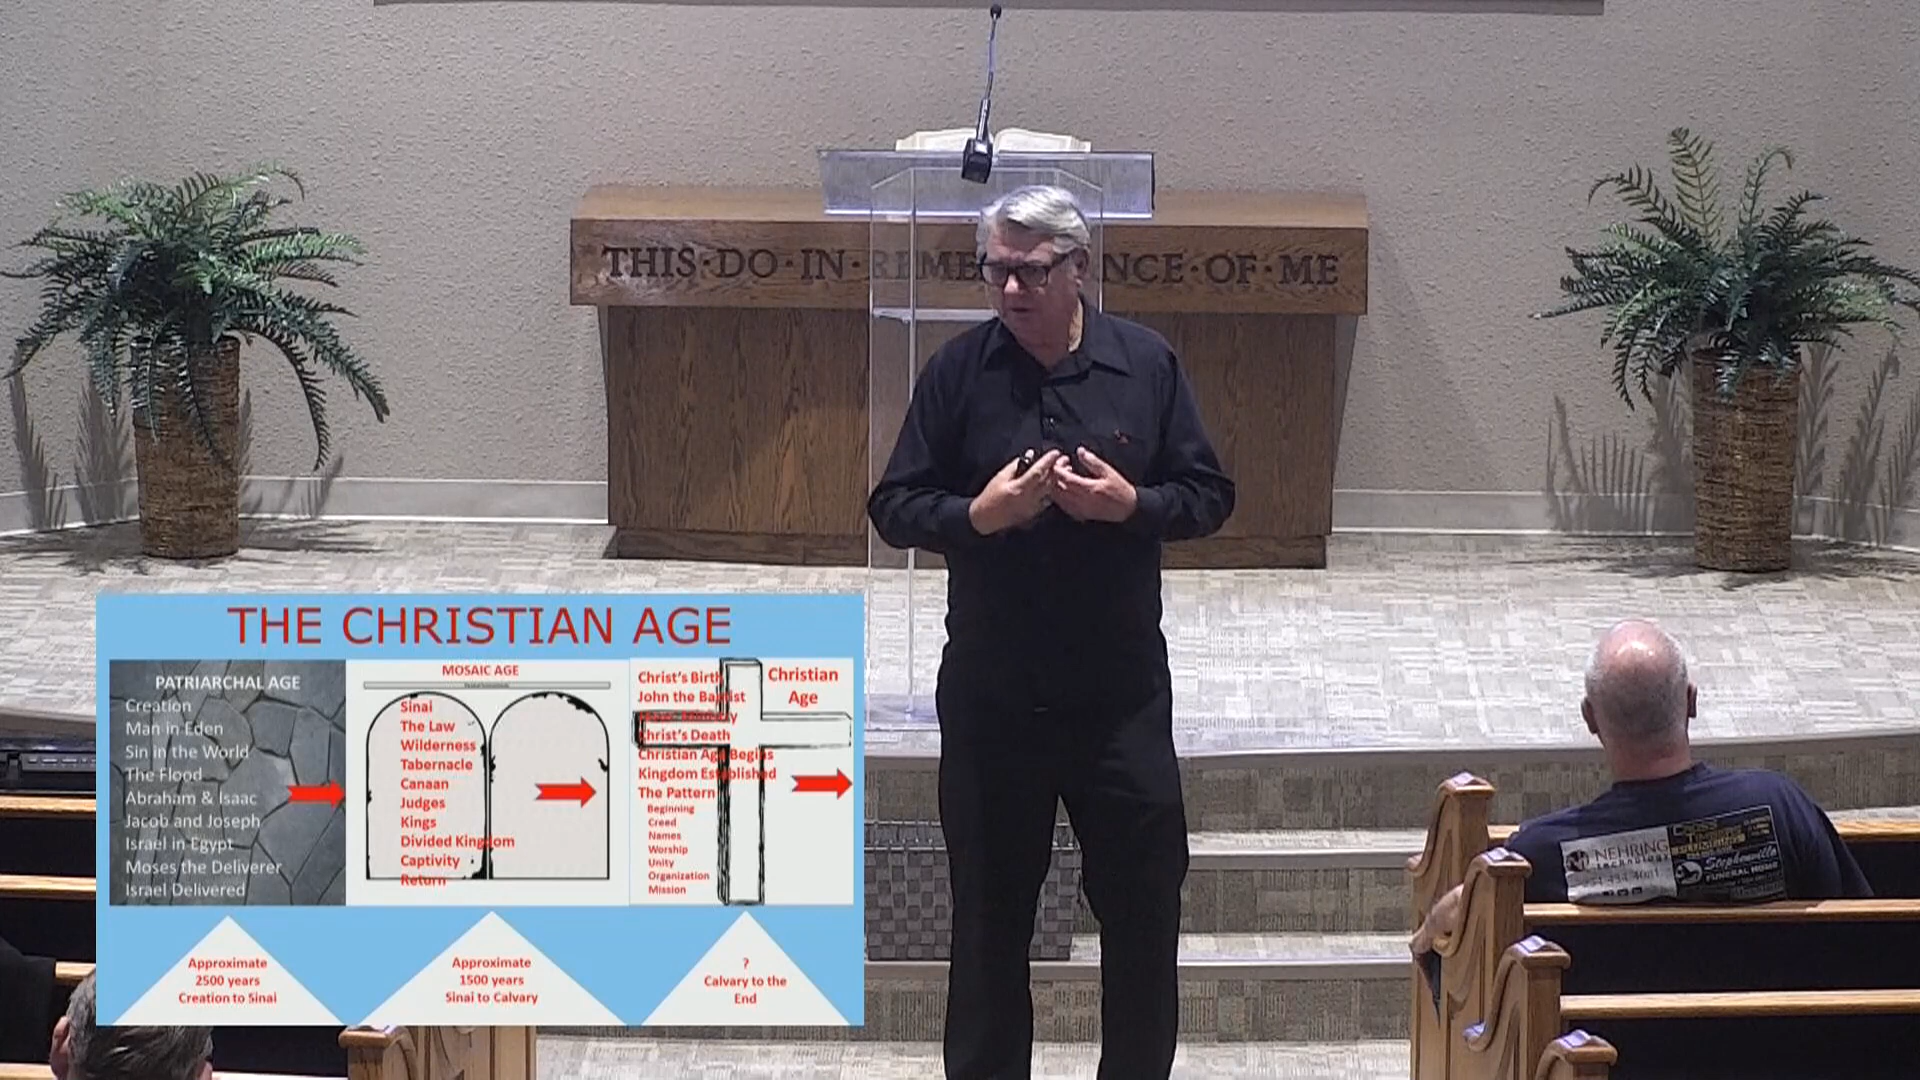 THIS·DO·IN·REME NCE·OF·ME
THE CHRISTIAN AGE
PATRIARCHAL AGE
Creation
Man in Eden
Sin in the World
The Flood
Abraham & Isaac
Jacob and Joseph
Israel in Egypt
Moses the Deliverer
Israel Delivered
MOSAIC AGE
Sinai
The Law
Wilderness
Tabernacle
Canaan
Judges
Kings
Divided Kingdom
Captivity
Return
Christian
Age
Christ's Birth
John the Baptist
Christ's Death
Christian Age Begins
Kingdom Established
The Pattern
Beginning
Creed
Names
Worship
Unity
Organization
Mission
Approximate
2500 years
Creation to Sinai
Approximate
1500 years
Sinai to Calvary
?
Calvary to the
End
NEHRING
Technology
Stephenville
FUNERAL HOME